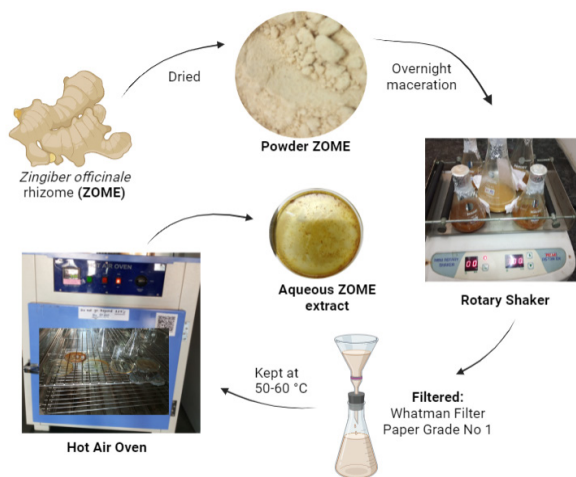 Dried
Overnight
maceration
Powder ZOME
Zingiber officinale
rhizome (ZOME)
Aqueous ZOME
extract
Rotary Shaker
HOT AIR OVEN
Kept at
50-60 °C
Filtered:
Whatman Filter
Paper Grade No 1
Hot Air Oven